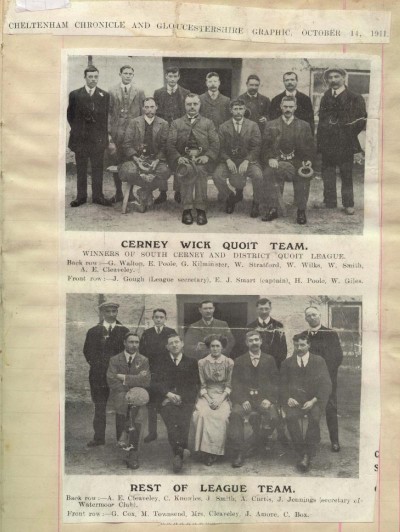 CHELTENHAM CHRONICLE AND GLOUCESTERSHIRE GRAPHIC, OCTOBER 14, 1911.
CERNEY WICK QUOIT TEAM.
WINNERS OF SOUTH CERNEY AND DISTRICT QUOIT LEAGUE.
Back row:—G. Walton, E. Poole, G. Kilminster, W. Stratford, W. Wilks, W. Smith,
A. E. Cleaveley.
Front row:—J. Gough (League secretary), E. J. Smart (captain), H. Poole, W. Giles.
REST OF LEAGUE TEAM.
Back row:—A. E. Cleaveley, C. Knowles, J. Smith, A. Curtis, J. Jennings (secretary of
Watermoor Club).
Front row:—G. Cox, M. Townsend, Mrs. Cleaveley, J. Amore, C. Box.